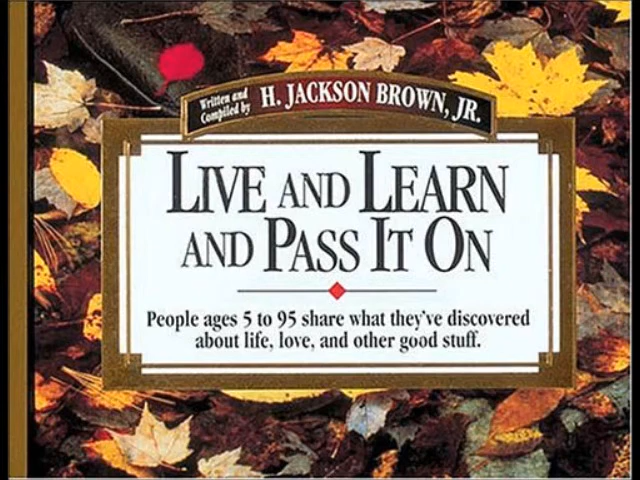 Written and
Compiled by H. JACKSON BROWN, JR.
LIVE AND LEARN
AND PASS IT ON
People ages 5 to 95 share what they've discovered
about life, love, and other good stuff.